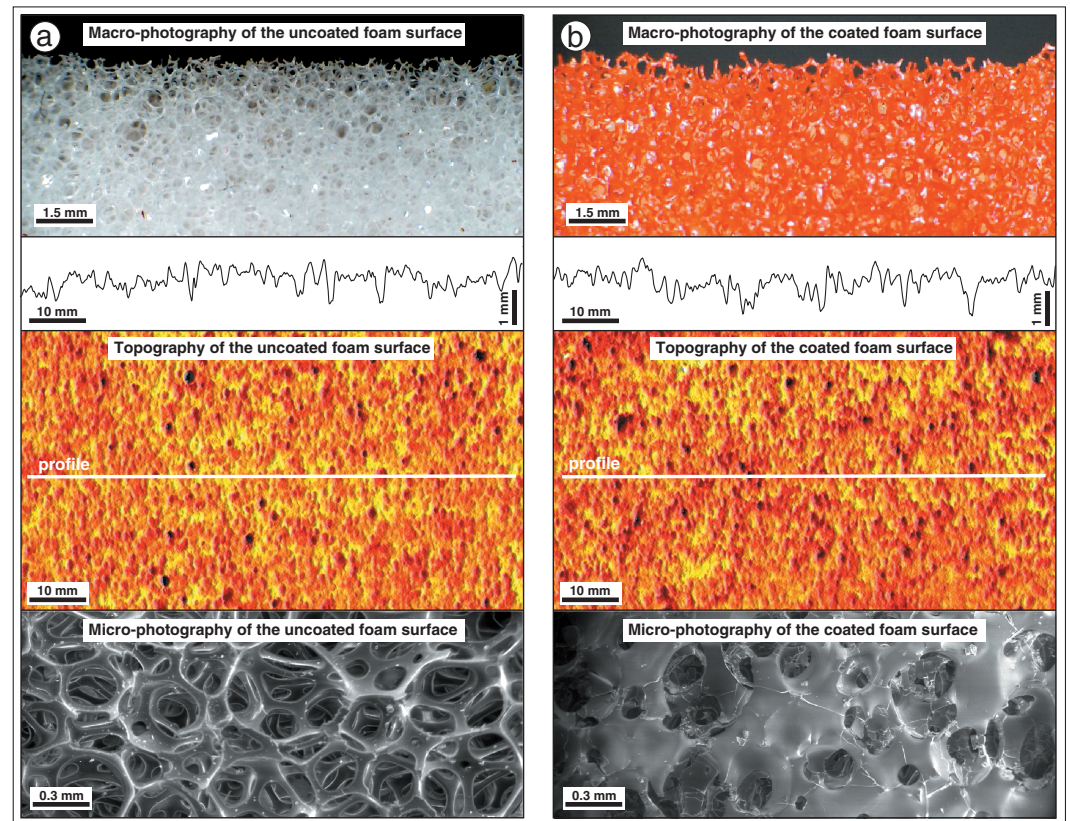 a
Macro-photography of the uncoated foam surface
1.5 mm
10 mm
1 mm
Topography of the uncoated foam surface
profile
10 mm
Micro-photography of the uncoated foam surface
0.3 mm
b
Macro-photography of the coated foam surface
1.5 mm
10 mm
1 mm
Topography of the coated foam surface
profile
10 mm
Micro-photography of the coated foam surface
0.3 mm